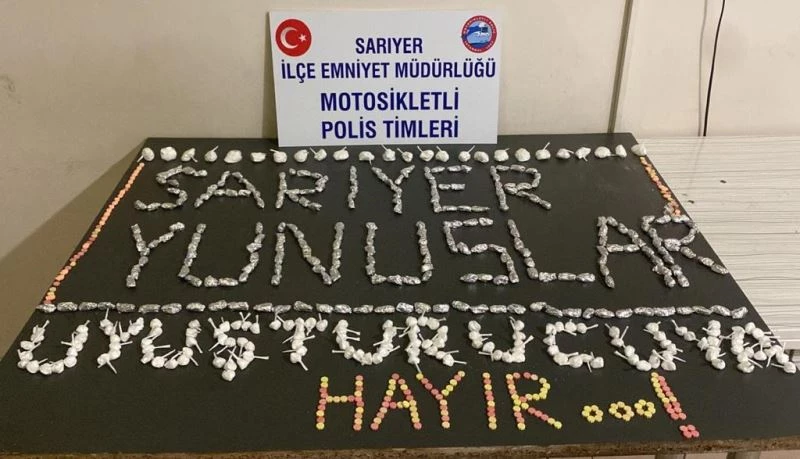 SARIYER
İLÇE EMNİYET MÜDÜRLÜĞÜ
MOTOSİKLETLİ
POLİS TİMLERİ
SARIYER
YUNUSLAR
UYUŞTURUCUYA
HAYIR...!